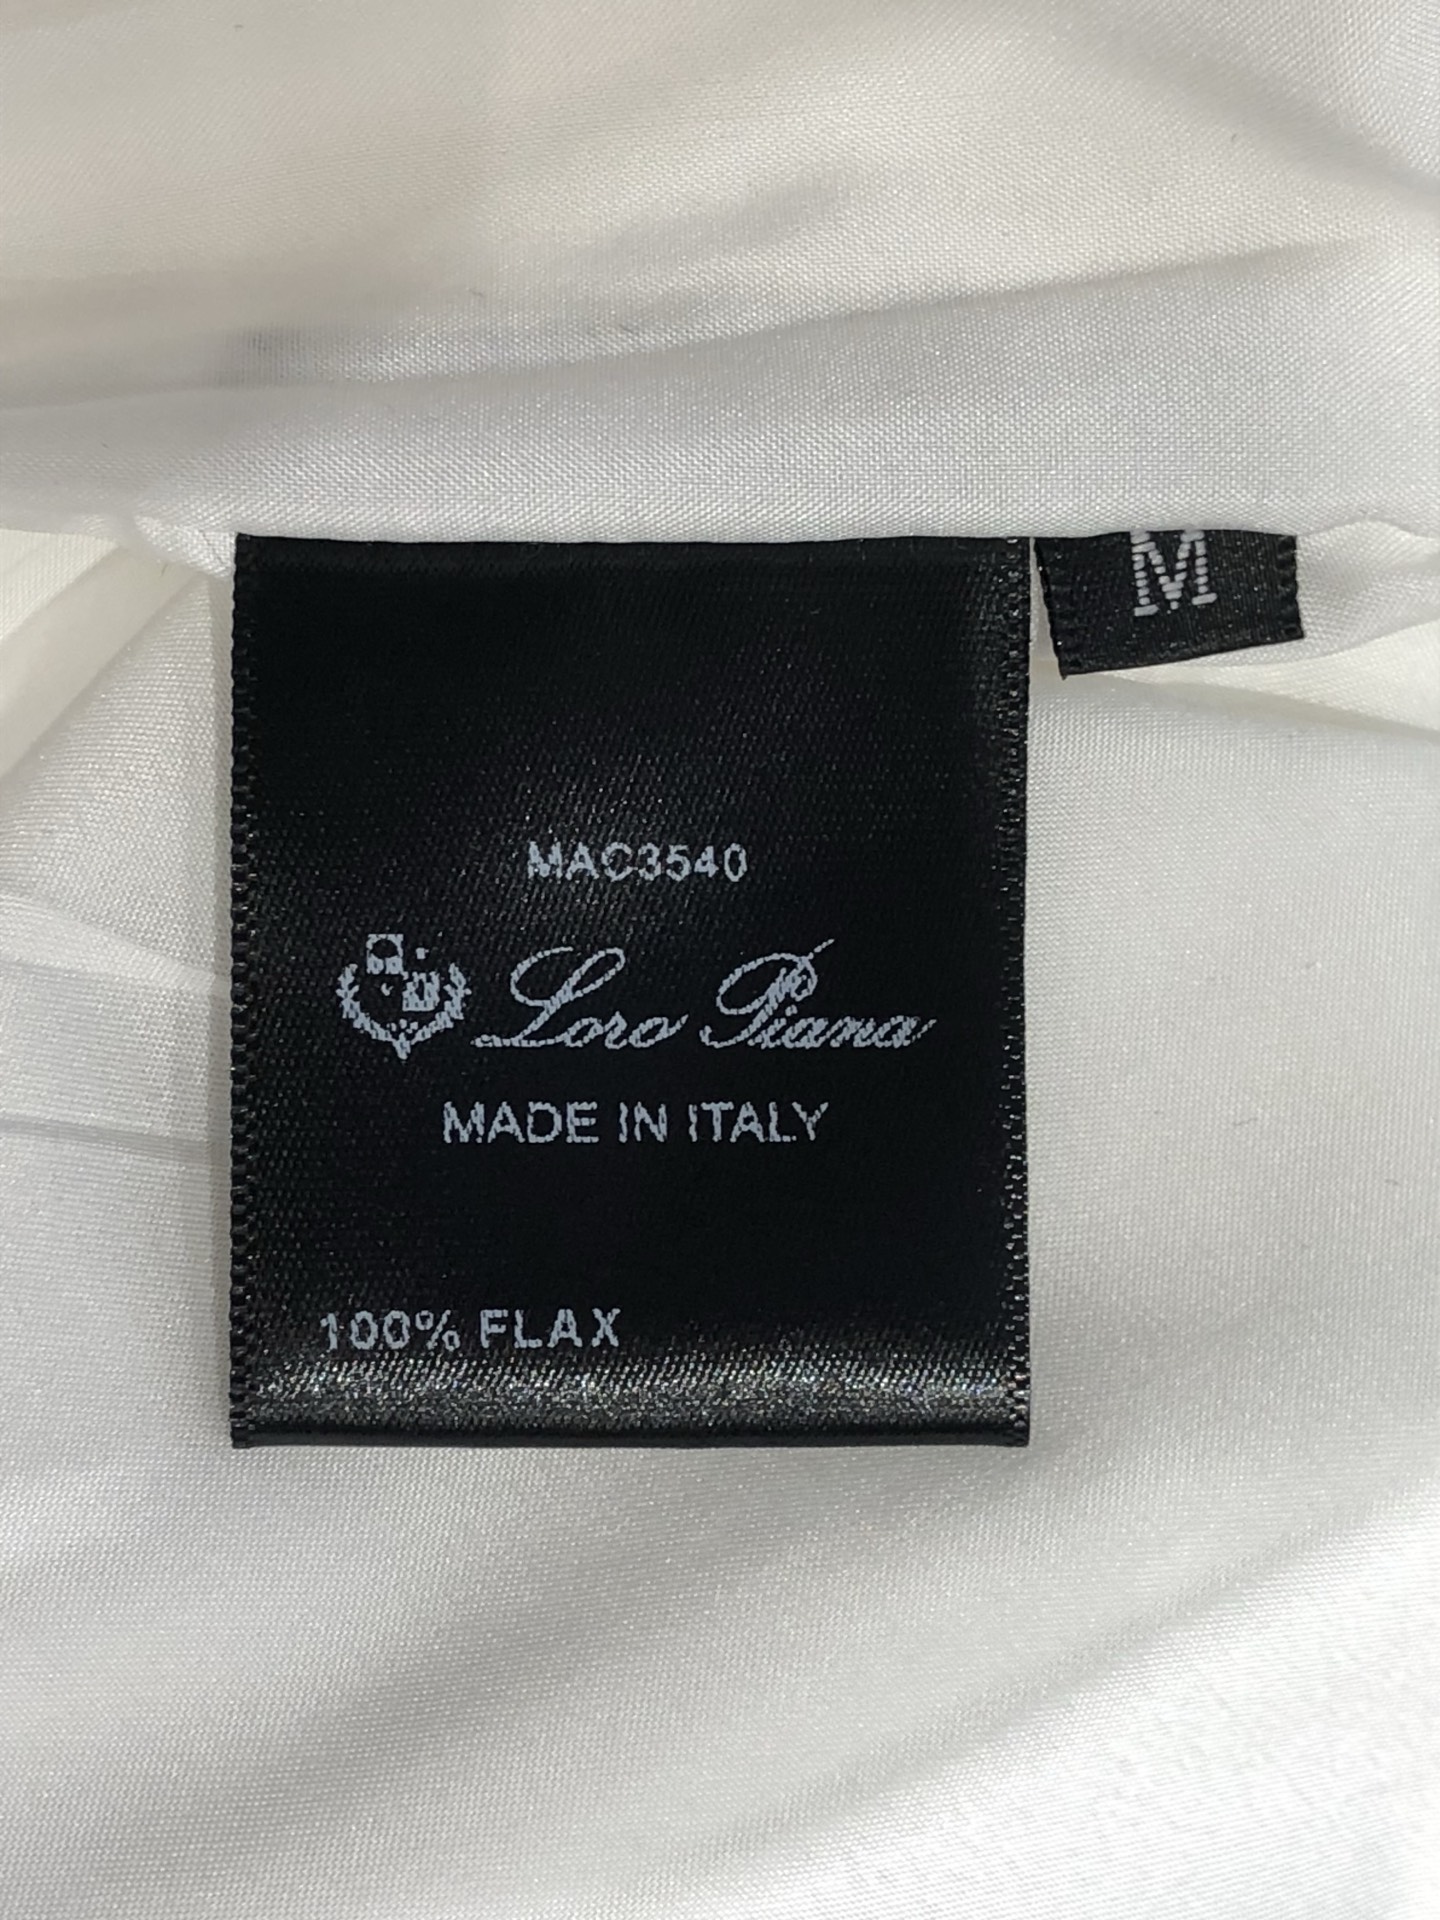 M
MAC3540
Loro Piana
MADE IN ITALY
100% FLAX